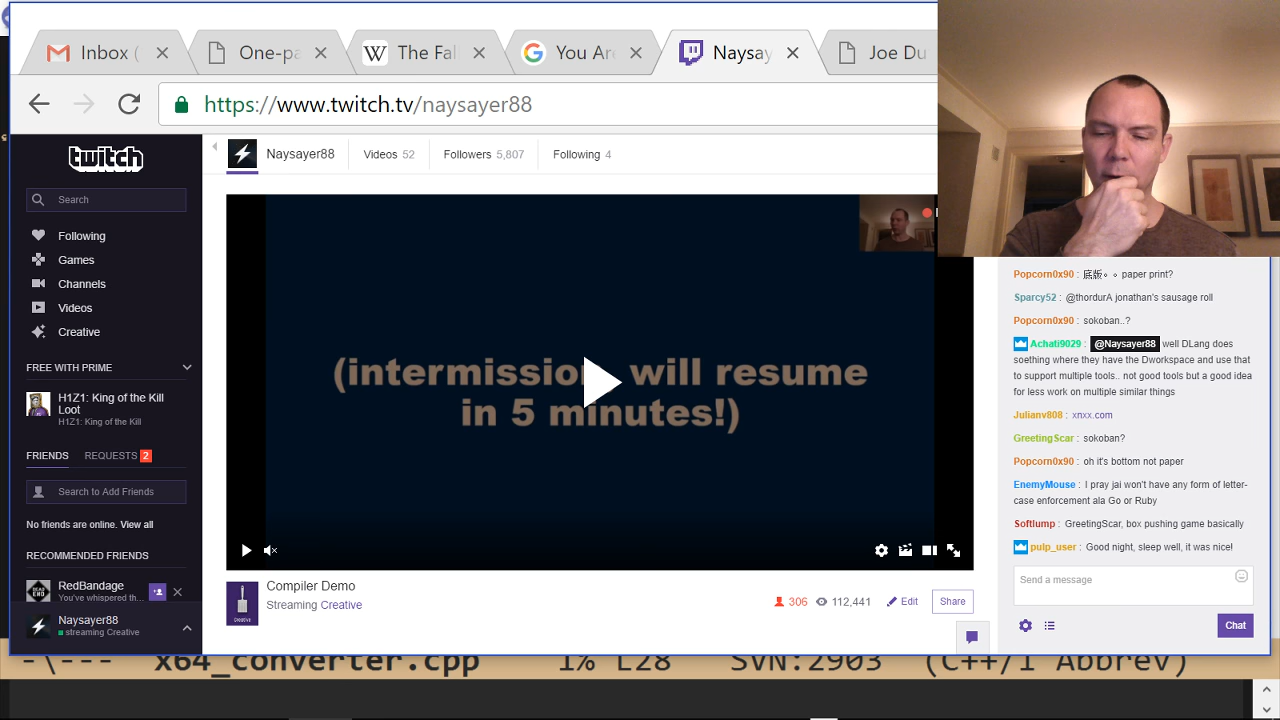 Inbox (
One-pa
The Fal
You Are
Naysay
Joe Du
https://www.twitch.tv/naysayer88
twitch
Search
Following
Games
Channels
Videos
Creative
FREE WITH PRIME
H1Z1: King of the Kill
Loot
H1Z1: King of the Kill
FRIENDS REQUESTS 2
Search to Add Friends
No friends are online. View all
RECOMMENDED FRIENDS
RedBandage
You've whispered th...
Naysayer88
streaming Creative
Naysayer88
Videos 52
Followers 5,807
Following 4
(intermission, will resume
in 5 minutes!)
Compiler Demo
Streaming Creative
306
112,441
Edit
Share
Popcorn0x90 : 底版。。 paper print?
Sparcy52 : @thordurA jonathan's sausage roll
Popcorn0x90 : sokoban..?
Achati9029 : @Naysayer88 well DLang does
soething where they have the Dworkspace and use that
to support multiple tools.. not good tools but a good idea
for less work on multiple similar things
Julianv808 : xnxx.com
GreetingScar : sokoban?
Popcorn0x90 : oh it's bottom not paper
EnemyMouse : I pray jai won't have any form of letter-
case enforcement ala Go or Ruby
Softlump : GreetingScar, box pushing game basically
pulp_user : Good night, sleep well, it was nice!
Send a message
Chat
-\--- x64_converter.cpp 1% L28 SVN:2903 (C++/l Abbrev)